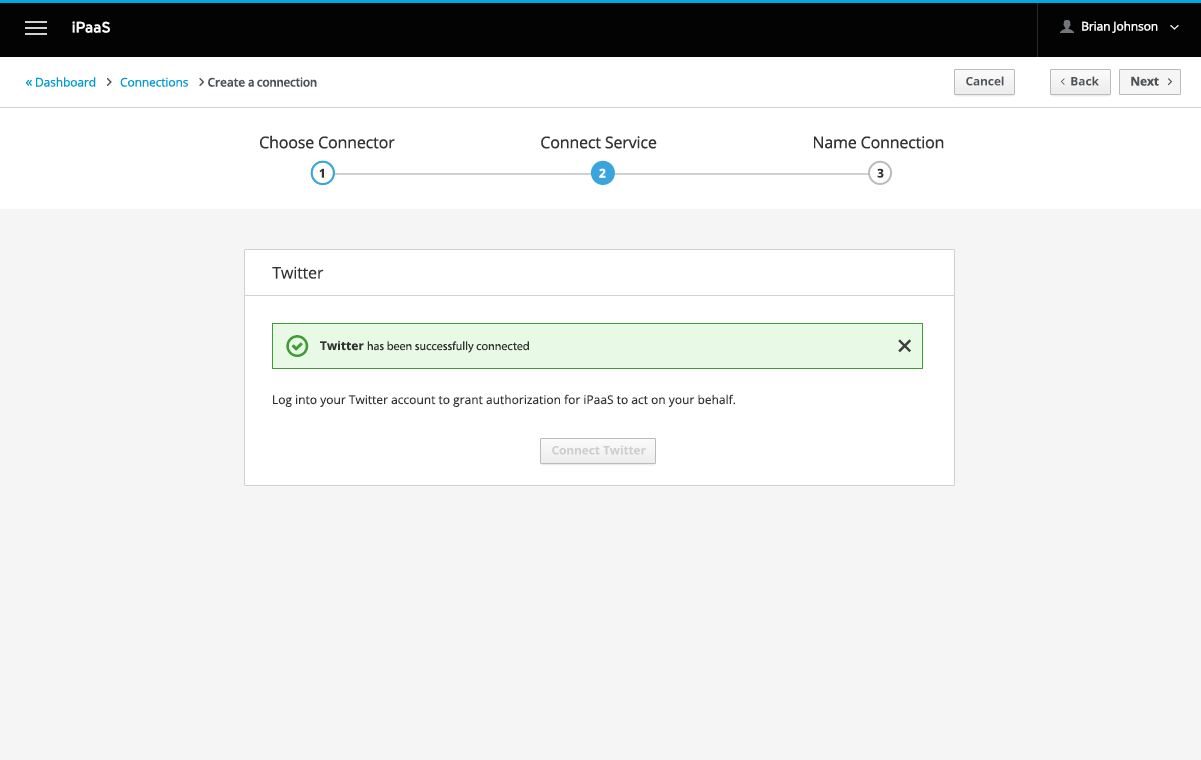 iPaaS
Brian Johnson
« Dashboard > Connections > Create a connection
Cancel
< Back
Next >
Choose Connector
Connect Service
Name Connection
1
2
3
Twitter
Twitter has been successfully connected
Log into your Twitter account to grant authorization for iPaaS to act on your behalf.
Connect Twitter